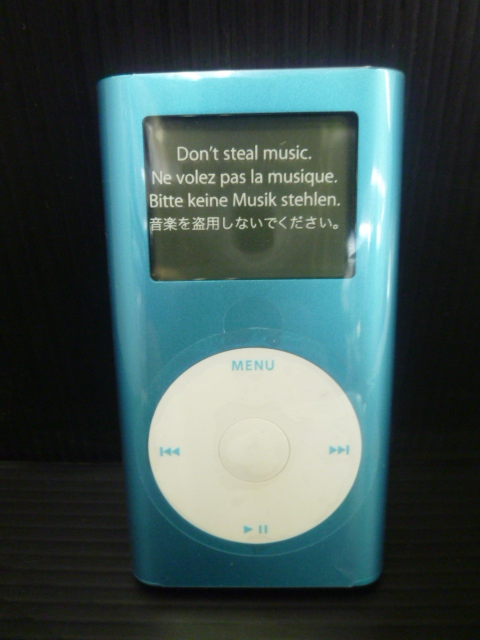 Don't steal music.
Ne volez pas la musique.
Bitte keine Musik stehlen.
音楽を盗用しないでください。
MENU